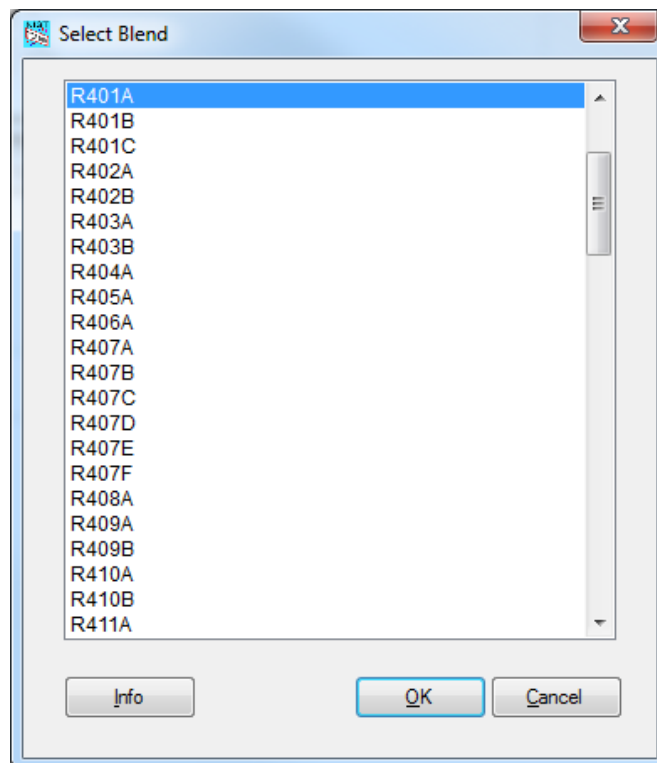 Select Blend
R401A
R401B
R401C
R402A
R402B
R403A
R403B
R404A
R405A
R406A
R407A
R407B
R407C
R407D
R407E
R407F
R408A
R409A
R409B
R410A
R410B
R411A
Info OK Cancel